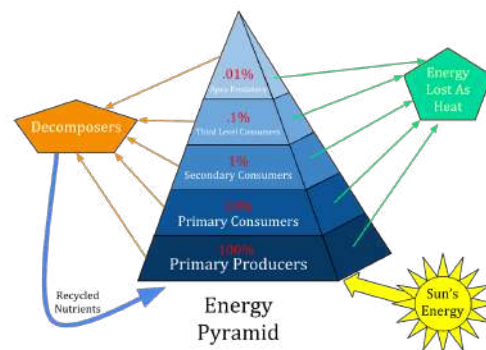 .01%
Apex Predators
.1%
Third Level Consumers
1%
Secondary Consumers
10%
Primary Consumers
100%
Primary Producers
Decomposers
Energy
Lost As
Heat
Recycled
Nutrients
Energy
Pyramid
Sun's
Energy